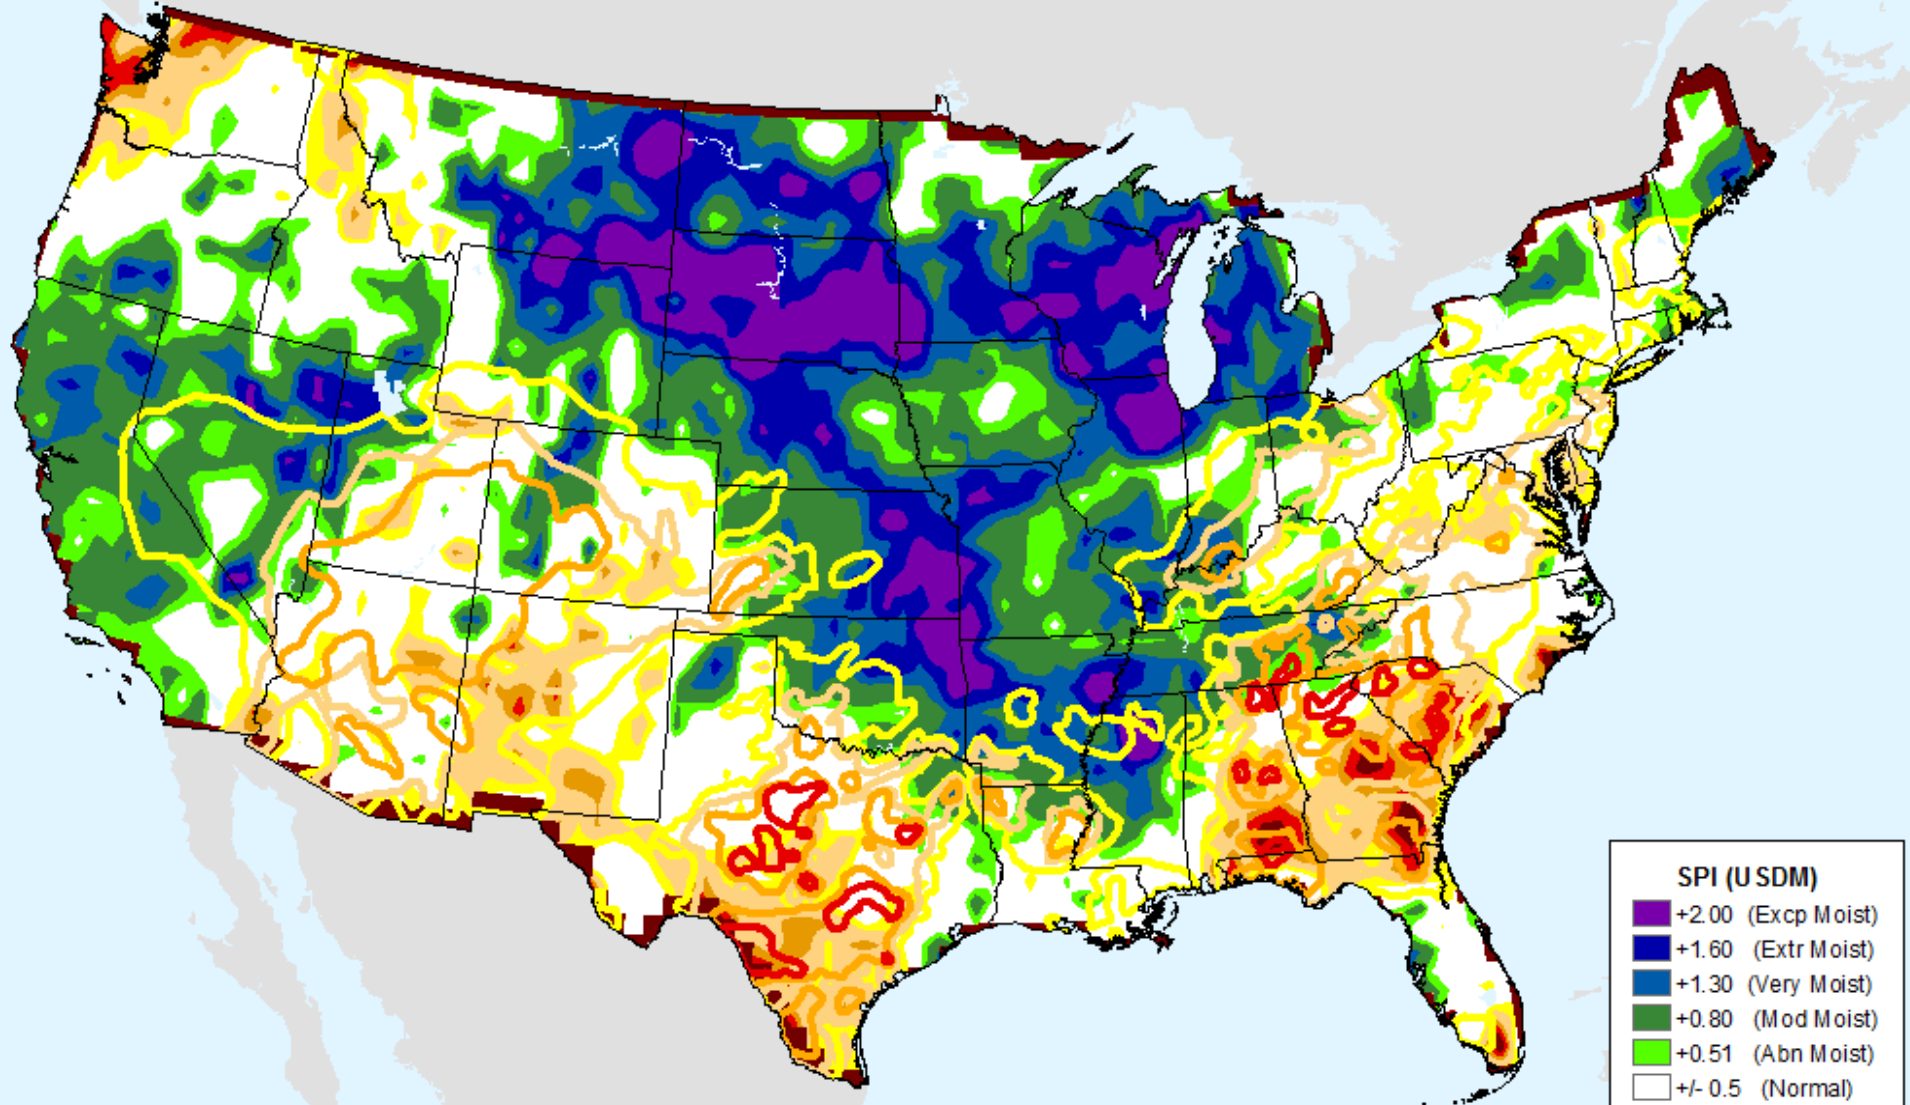 SPI (USDM)
+2.00 (Excp Moist)
+1.60 (Extr Moist)
+1.30 (Very Moist)
+0.80 (Mod Moist)
+0.51 (Abn Moist)
+/- 0.5 (Normal)